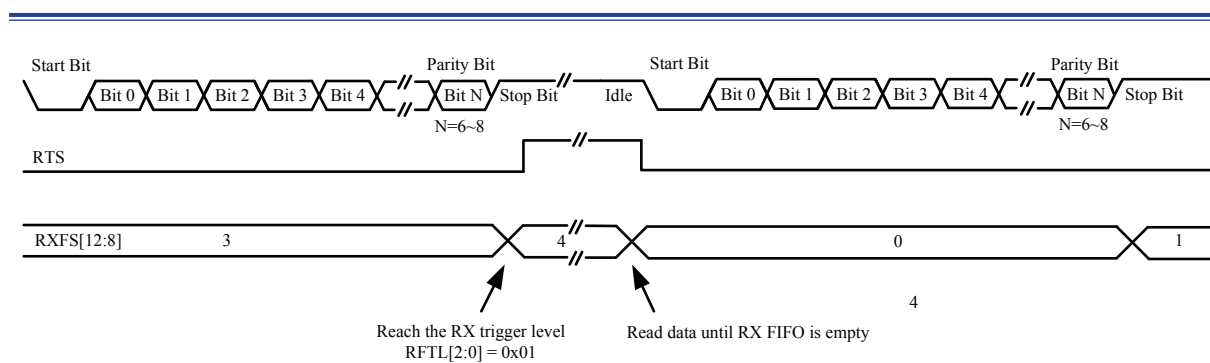 Start Bit Parity Bit Start Bit Parity Bit
Bit 0 Bit 1 Bit 2 Bit 3 Bit 4 Bit N Stop Bit Idle Bit 0 Bit 1 Bit 2 Bit 3 Bit 4 Bit N Stop Bit
N=6~8 N=6~8
RTS
RXFS[12:8] 3 4 0 1
4
Reach the RX trigger level
RFTL[2:0] = 0x01
Read data until RX FIFO is empty